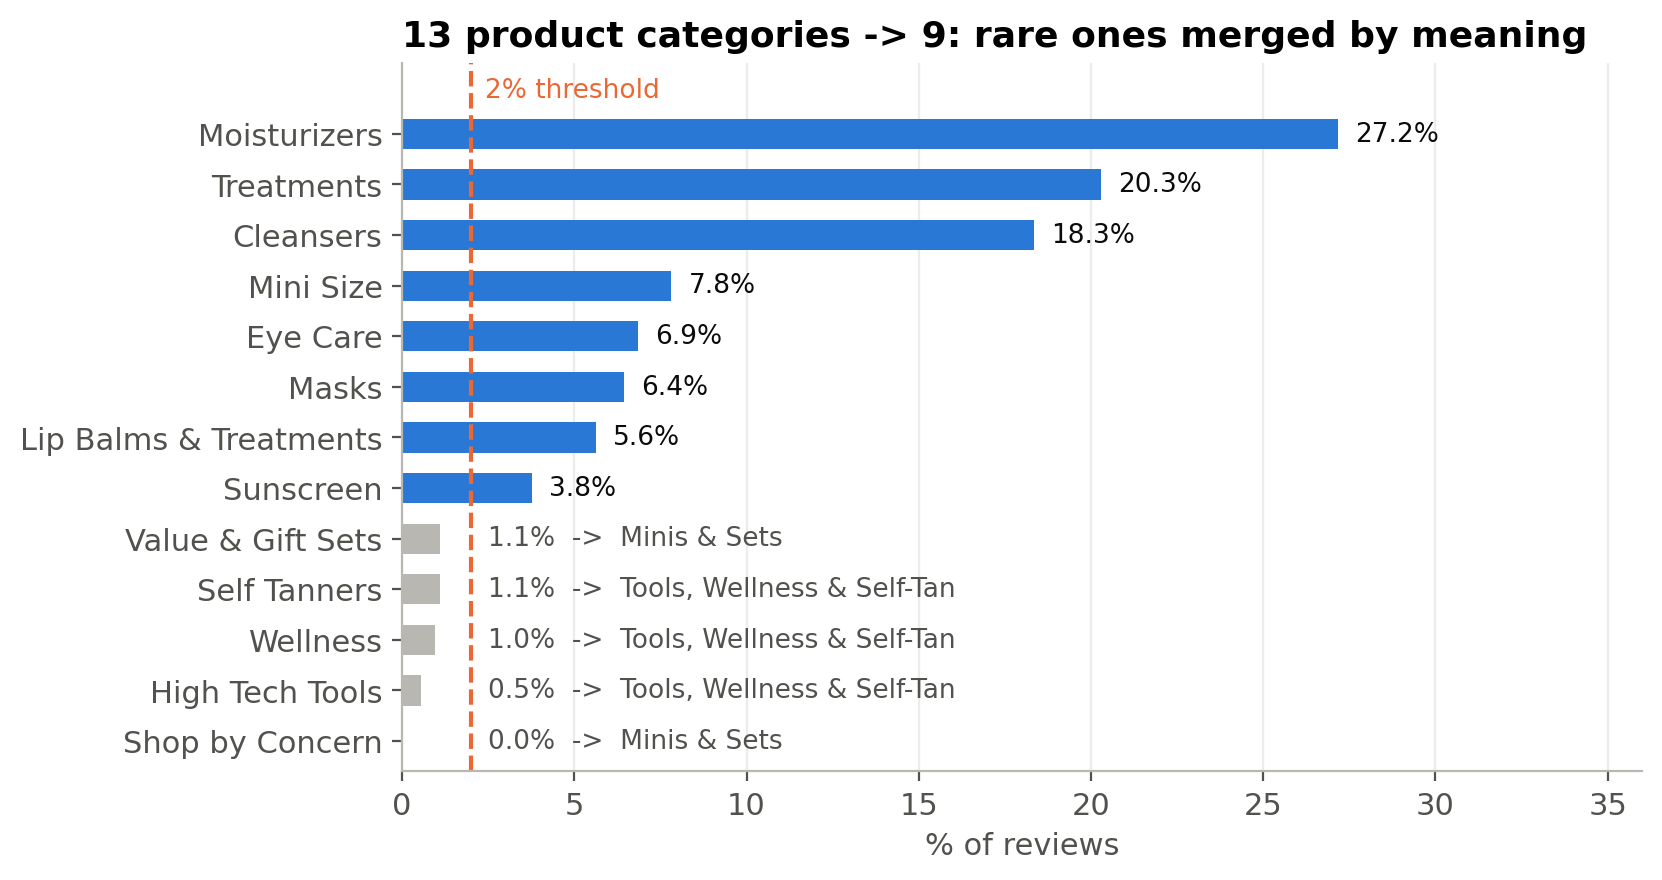 13 product categories -> 9: rare ones merged by meaning
2% threshold
Moisturizers 27.2%
Treatments 20.3%
Cleansers 18.3%
Mini Size 7.8%
Eye Care 6.9%
Masks 6.4%
Lip Balms & Treatments 5.6%
Sunscreen 3.8%
Value & Gift Sets 1.1% -> Minis & Sets
Self Tanners 1.1% -> Tools, Wellness & Self-Tan
Wellness 1.0% -> Tools, Wellness & Self-Tan
High Tech Tools 0.5% -> Tools, Wellness & Self-Tan
Shop by Concern 0.0% -> Minis & Sets
0 5 10 15 20 25 30 35
% of reviews